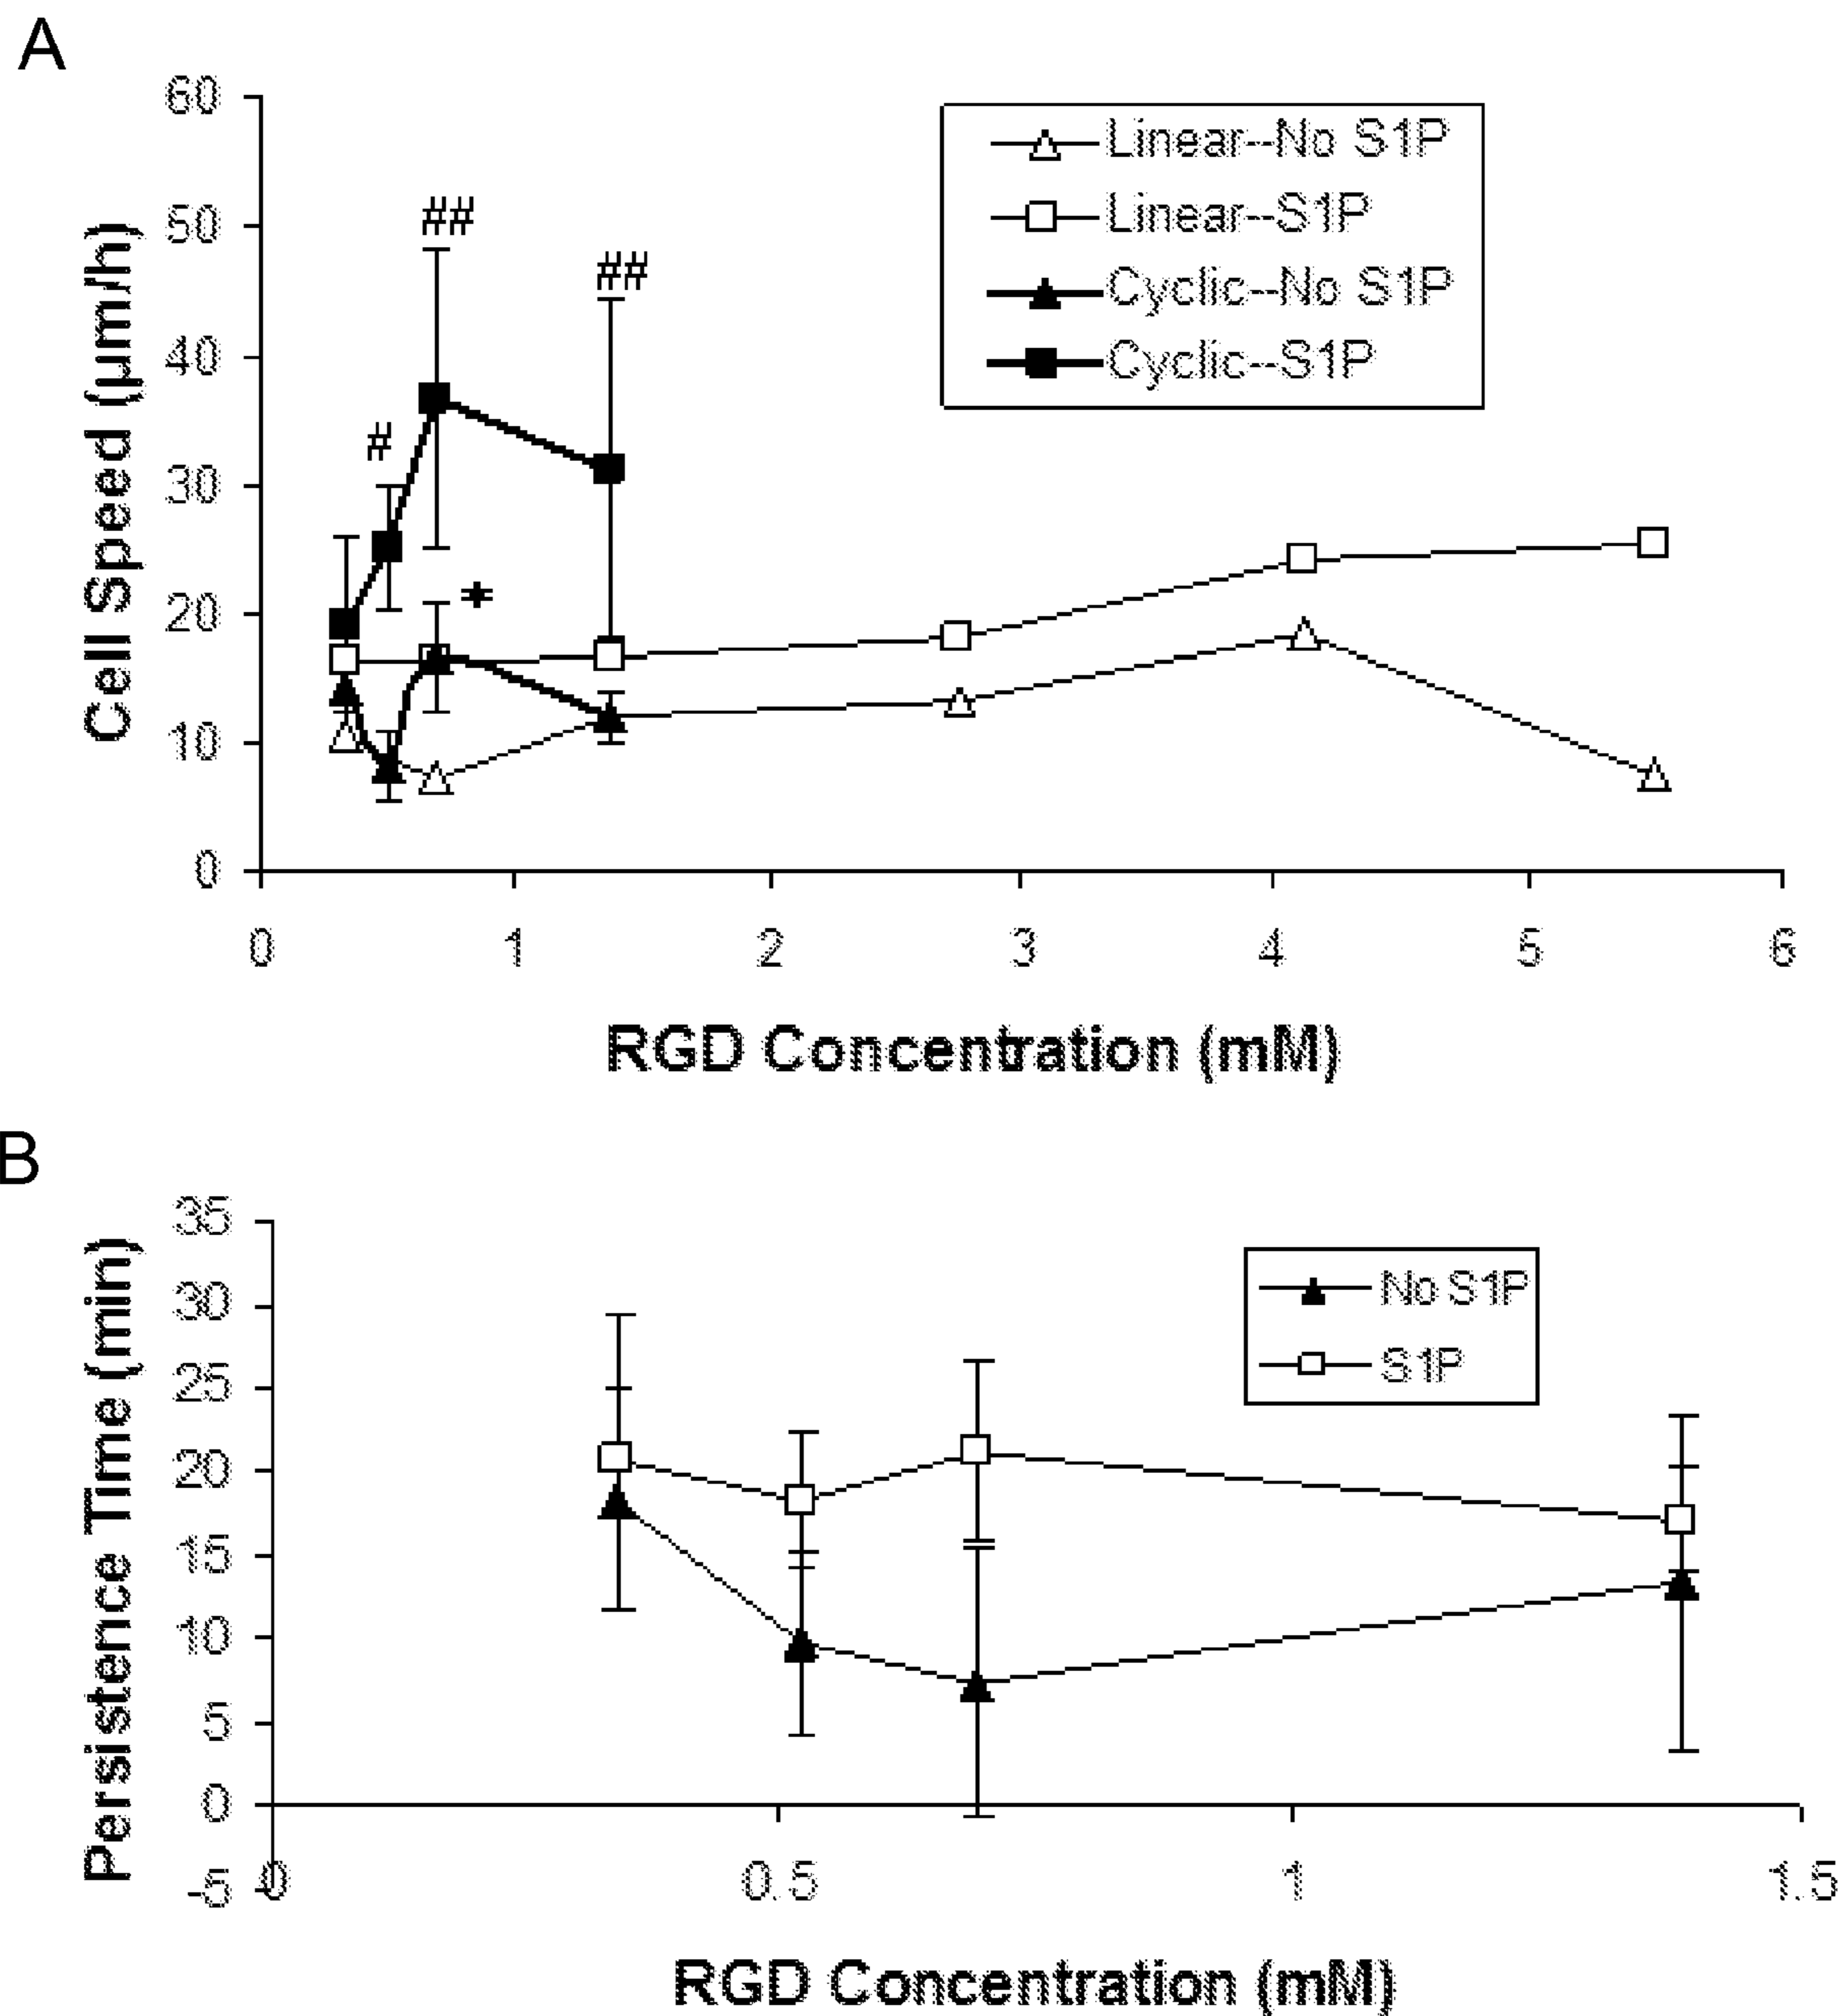 A
60
50
40
30
20
10
0
Cell Speed (µm/h)
##
##
#
*
Linear--No S1P
Linear--S1P
Cyclic--No S1P
Cyclic--S1P
0 1 2 3 4 5 6
RGD Concentration (mM)
B
35
30
25
20
15
10
5
0
-5
Persistence Time (min)
No S1P
S1P
0 0.5 1 1.5
RGD Concentration (mM)